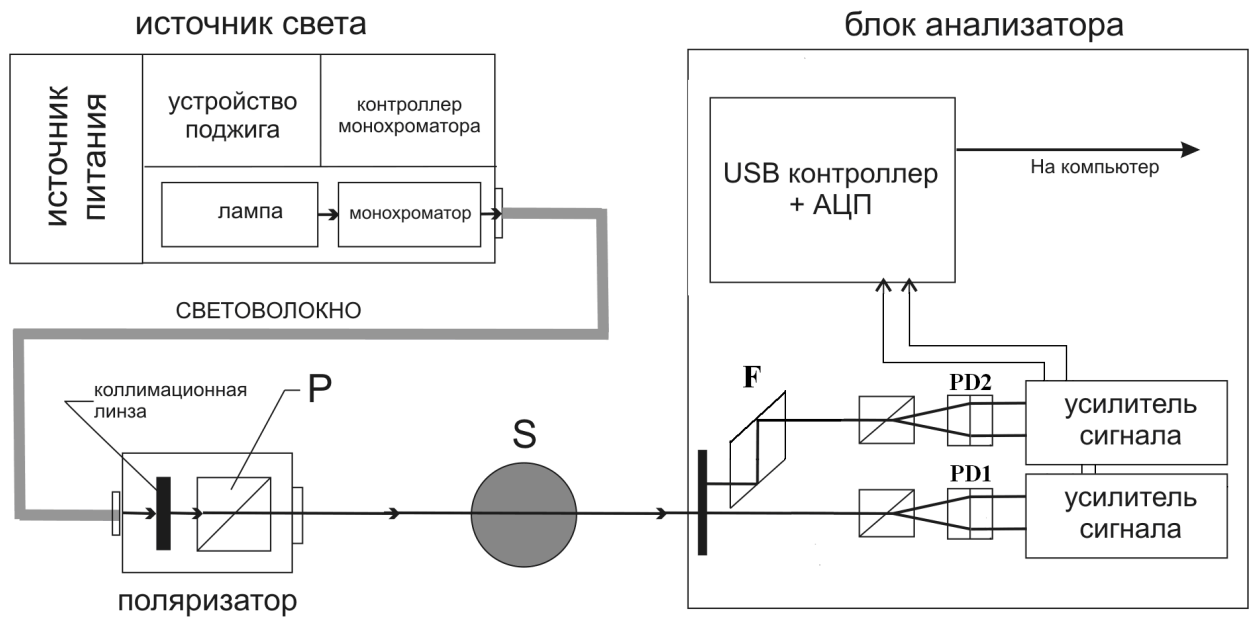 источник света
блок анализатора
источник
питания
устройство
поджига
контроллер
монохроматора
лампа
монохроматор
USB контроллер
+ АЦП
На компьютер
СВЕТОВОЛОКНО
коллимационная
линза
P
S
F
PD2
усилитель
сигнала
PD1
усилитель
сигнала
поляризатор